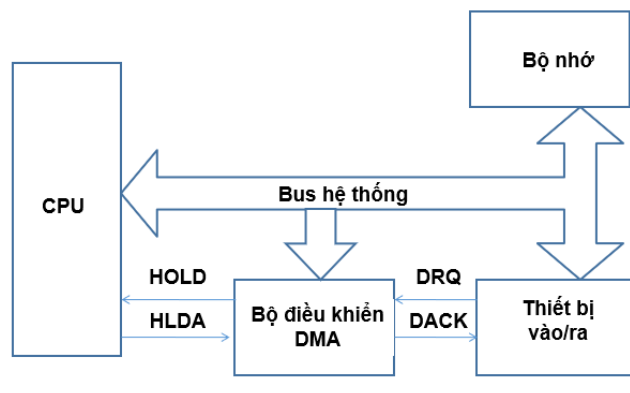 Bộ nhớ
CPU
Bus hệ thống
HOLD
HLDA
Bộ điều khiển
DMA
DRQ
DACK
Thiết bị
vào/ra